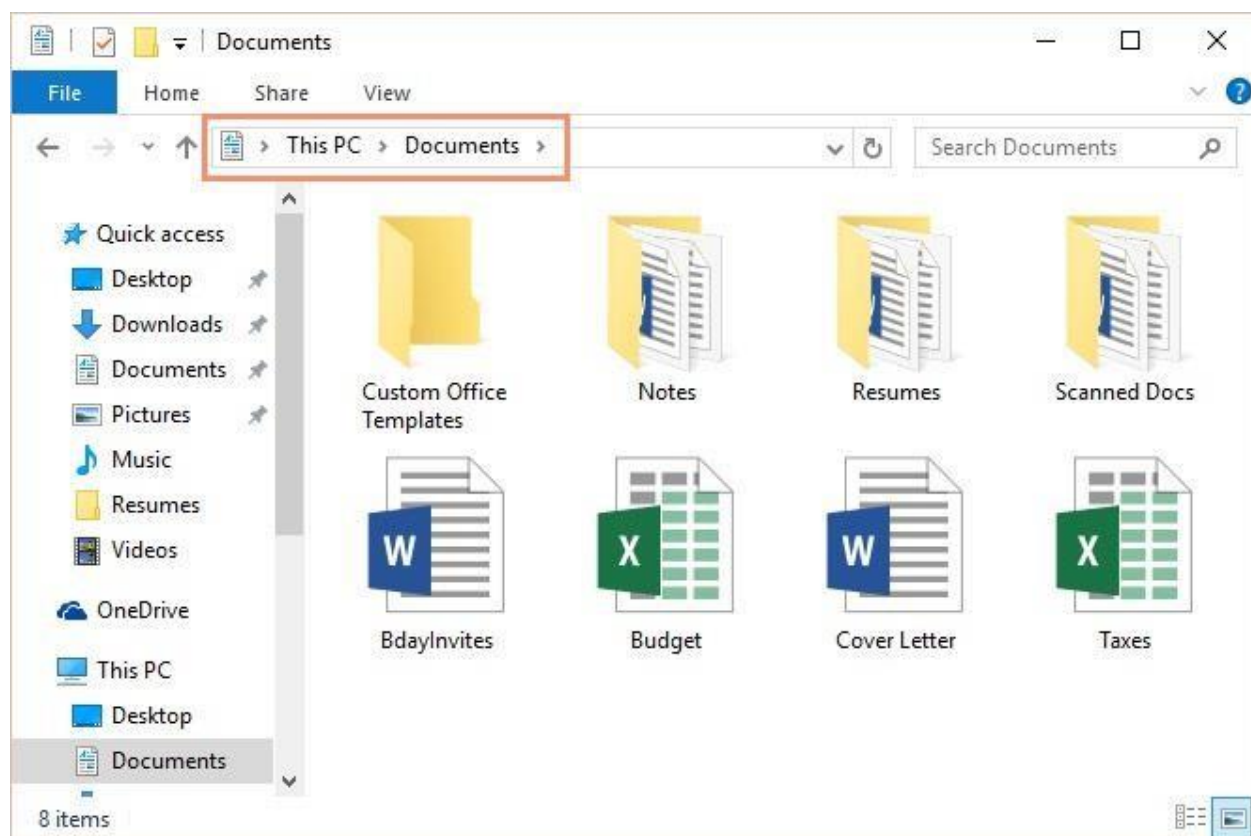 Documents
File Home Share View
This PC Documents
Search Documents
Quick access
Desktop
Downloads
Documents
Pictures
Music
Resumes
Videos
OneDrive
This PC
Desktop
Documents
Custom Office
Templates
Notes
Resumes
Scanned Docs
W
X
W
X
BdayInvites
Budget
Cover Letter
Taxes
8 items